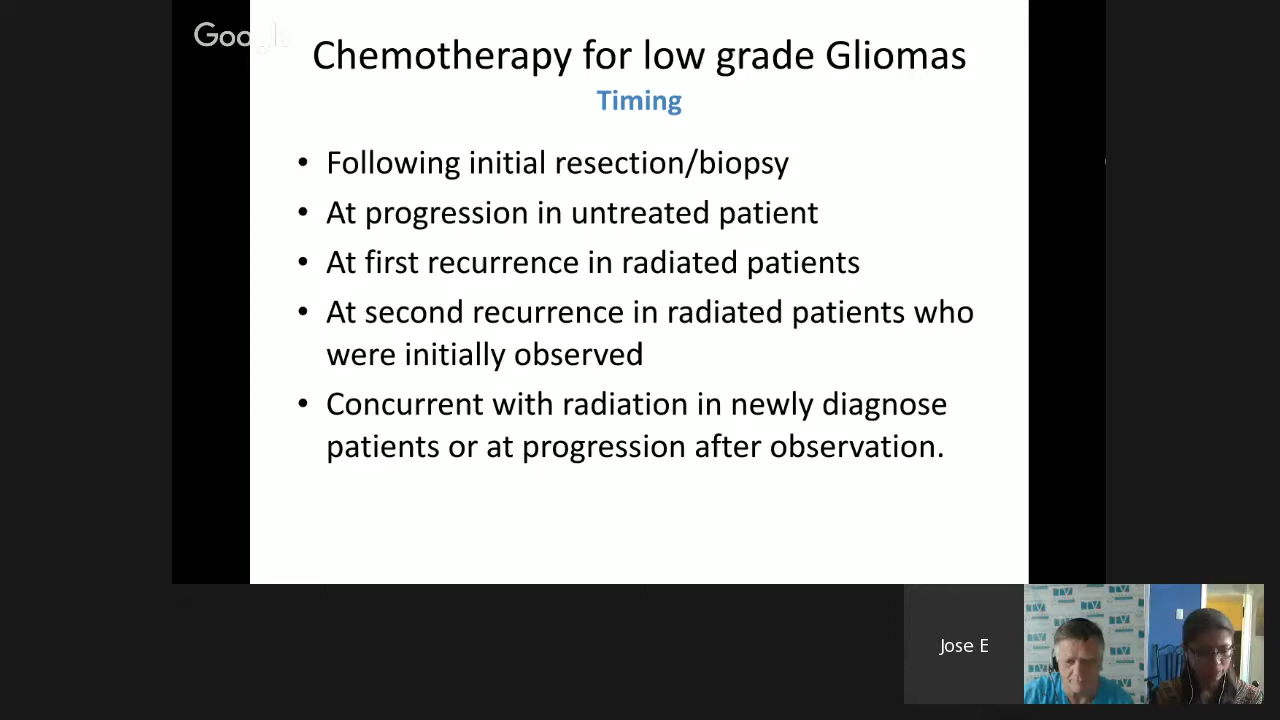 Google
Chemotherapy for low grade Gliomas
Timing
• Following initial resection/biopsy
• At progression in untreated patient
• At first recurrence in radiated patients
• At second recurrence in radiated patients who
were initially observed
• Concurrent with radiation in newly diagnose
patients or at progression after observation.
Jose E